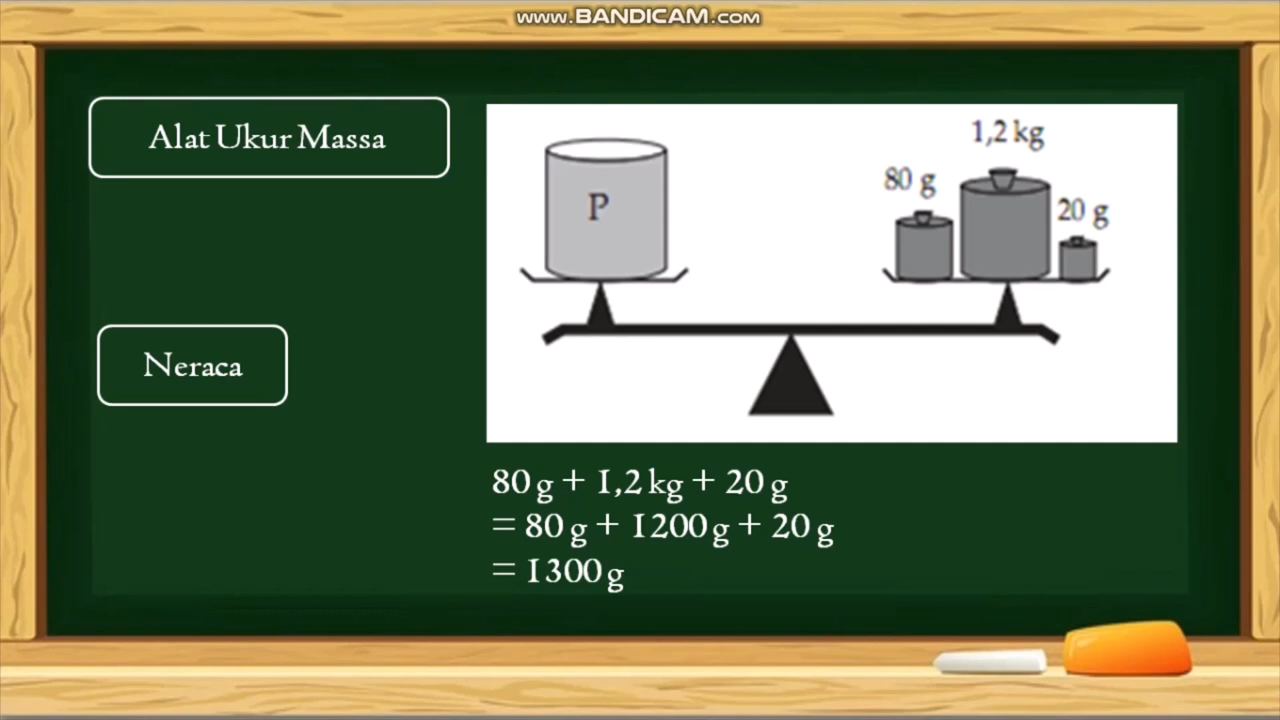 www.BANDICAM.com
Alat Ukur Massa
Neraca
P
80 g
1,2 kg
20 g
80 g + 1,2 kg + 20 g
= 80 g + 1200 g + 20 g
= 1300 g